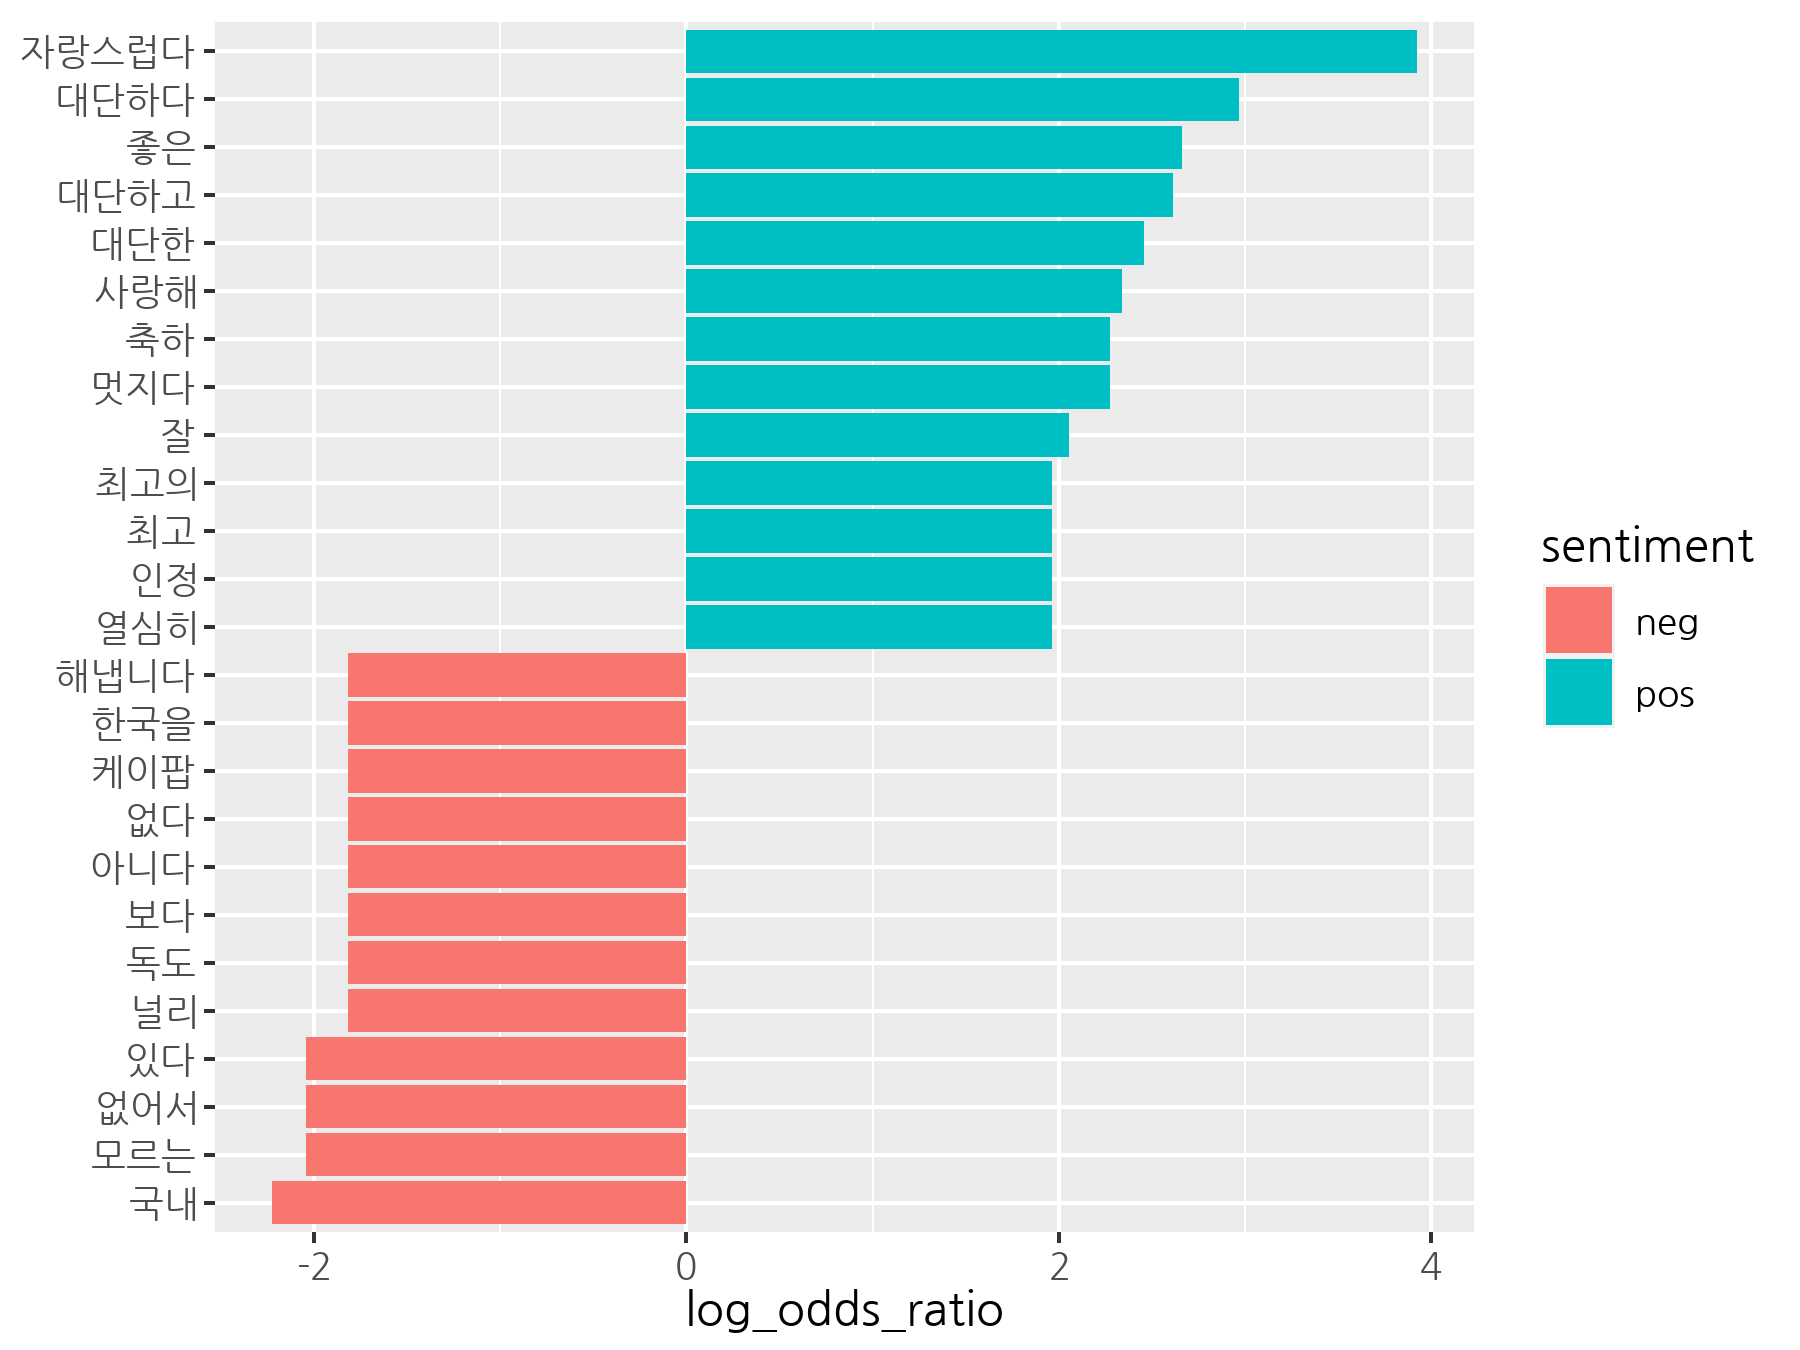 자랑스럽다
대단하다
좋은
대단하고
대단한
사랑해
축하
멋지다
잘
최고의
최고
인정
열심히
해냅니다
한국을
케이팝
없다
아니다
보다
독도
널리
있다
없어서
모르는
국내
-2 0 2 4
log_odds_ratio
sentiment
neg
pos